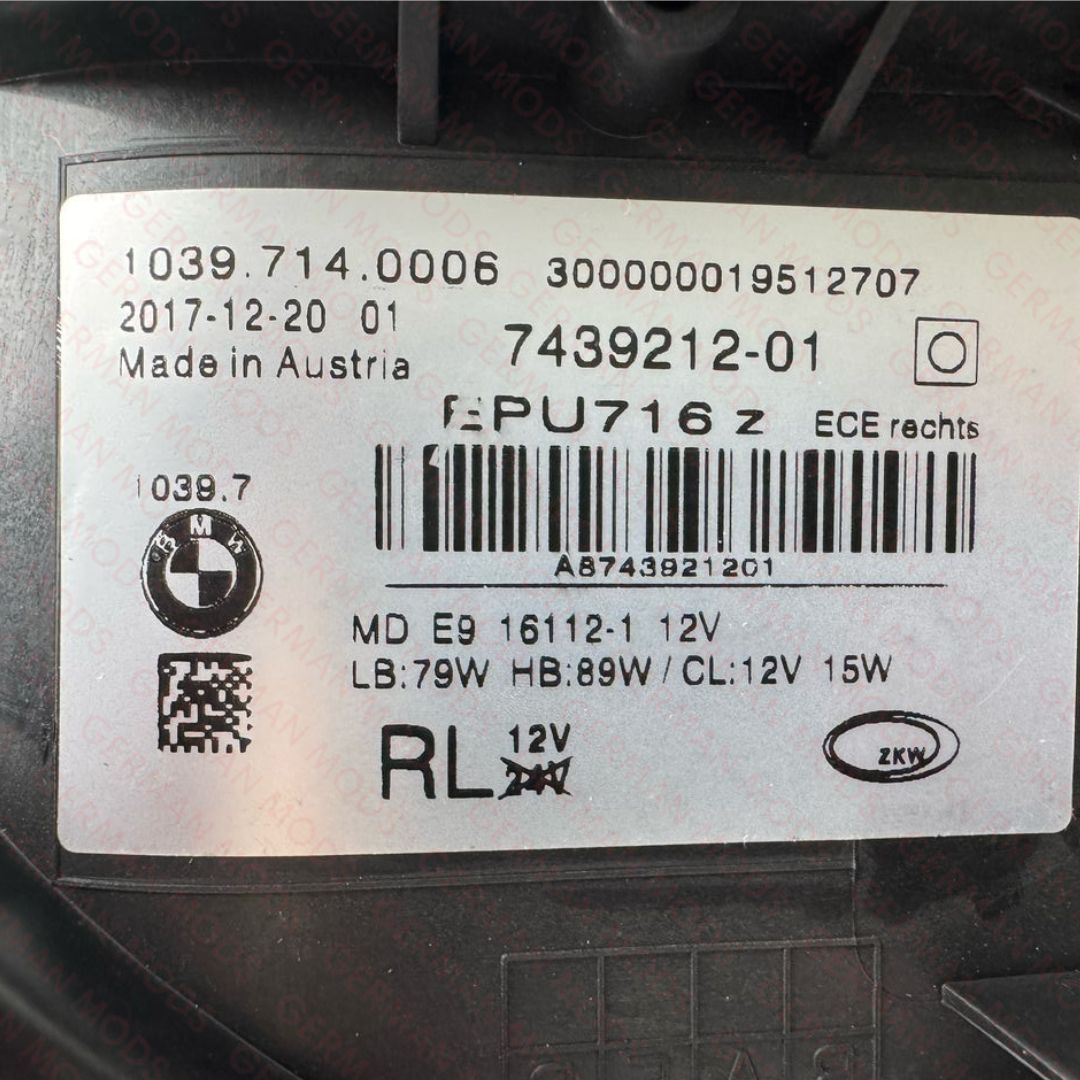 1039.714.0006 300000019512707
2017-12-20 01
7439212-01
Made in Austria
EPU716 z ECE rechts
1039.7
BMW
A8743921201
MD E9 16112-1 12V
LB:79W HB:89W / CL:12V 15W
RL 12V
24V
ZKW
GERMAN MODS